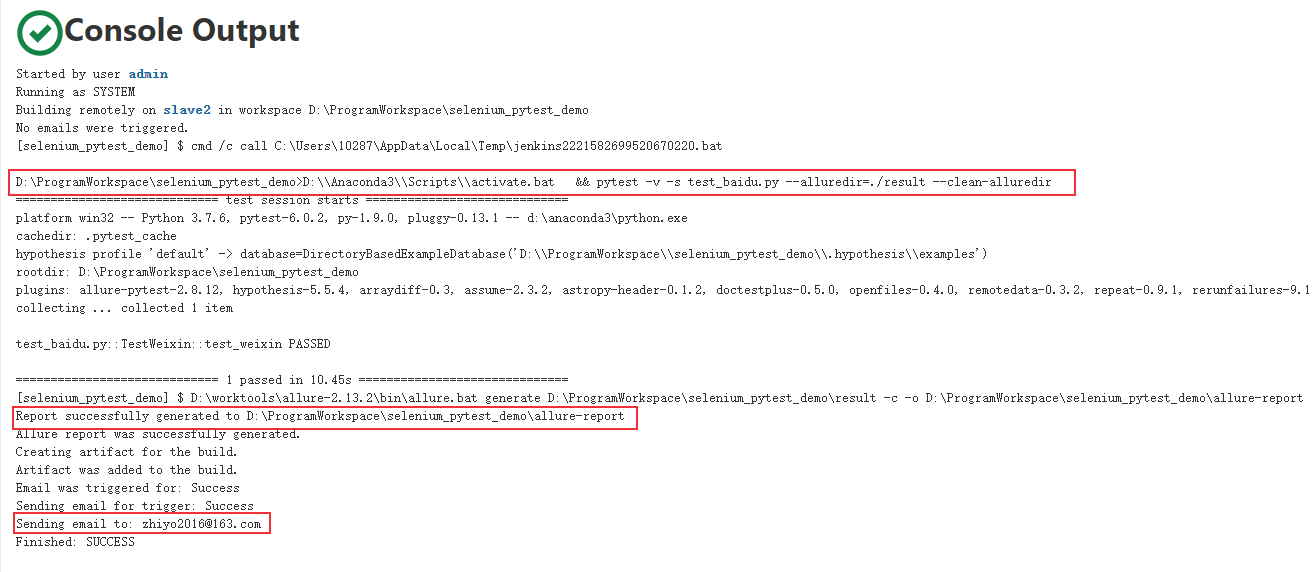 Console Output
Started by user admin
Running as SYSTEM
Building remotely on slave2 in workspace D:\ProgramWorkspace\selenium_pytest_demo
No emails were triggered.
[selenium_pytest_demo] $ cmd /c call C:\Users\10287\AppData\Local\Temp\jenkins2221582699520670220.bat
D:\ProgramWorkspace\selenium_pytest_demo>D:\\Anaconda3\\Scripts\\activate.bat   && pytest -v -s test_baidu.py --alluredir=./result --clean-alluredir
============================= test session starts =============================
platform win32 -- Python 3.7.6, pytest-6.0.2, py-1.9.0, pluggy-0.13.1 -- d:\anaconda3\python.exe
cachedir: .pytest_cache
hypothesis profile 'default' -> database=DirectoryBasedExampleDatabase('D:\\ProgramWorkspace\\selenium_pytest_demo\\.hypothesis\\examples')
rootdir: D:\ProgramWorkspace\selenium_pytest_demo
plugins: allure-pytest-2.8.12, hypothesis-5.5.4, arraydiff-0.3, assume-2.3.2, astropy-header-0.1.2, doctestplus-0.5.0, openfiles-0.4.0, remotedata-0.3.2, repeat-0.9.1, rerunfailures-9.1
collecting ... collected 1 item
test_baidu.py::TestWeixin::test_weixin PASSED
============================= 1 passed in 10.45s ==============================
[selenium_pytest_demo] $ D:\worktools\allure-2.13.2\bin\allure.bat generate D:\ProgramWorkspace\selenium_pytest_demo\result -c -o D:\ProgramWorkspace\selenium_pytest_demo\allure-report
Report successfully generated to D:\ProgramWorkspace\selenium_pytest_demo\allure-report
Allure report was successfully generated.
Creating artifact for the build.
Artifact was added to the build.
Email was triggered for: Success
Sending email for trigger: Success
Sending email to: zhiyo2016@163.com
Finished: SUCCESS